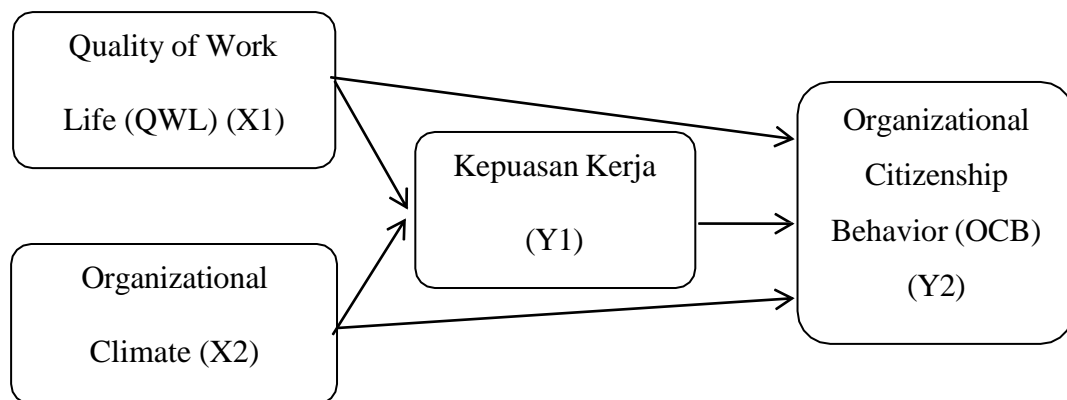 Quality of Work
Life (QWL) (X1)
Organizational
Climate (X2)
Kepuasan Kerja
(Y1)
Organizational
Citizenship
Behavior (OCB)
(Y2)